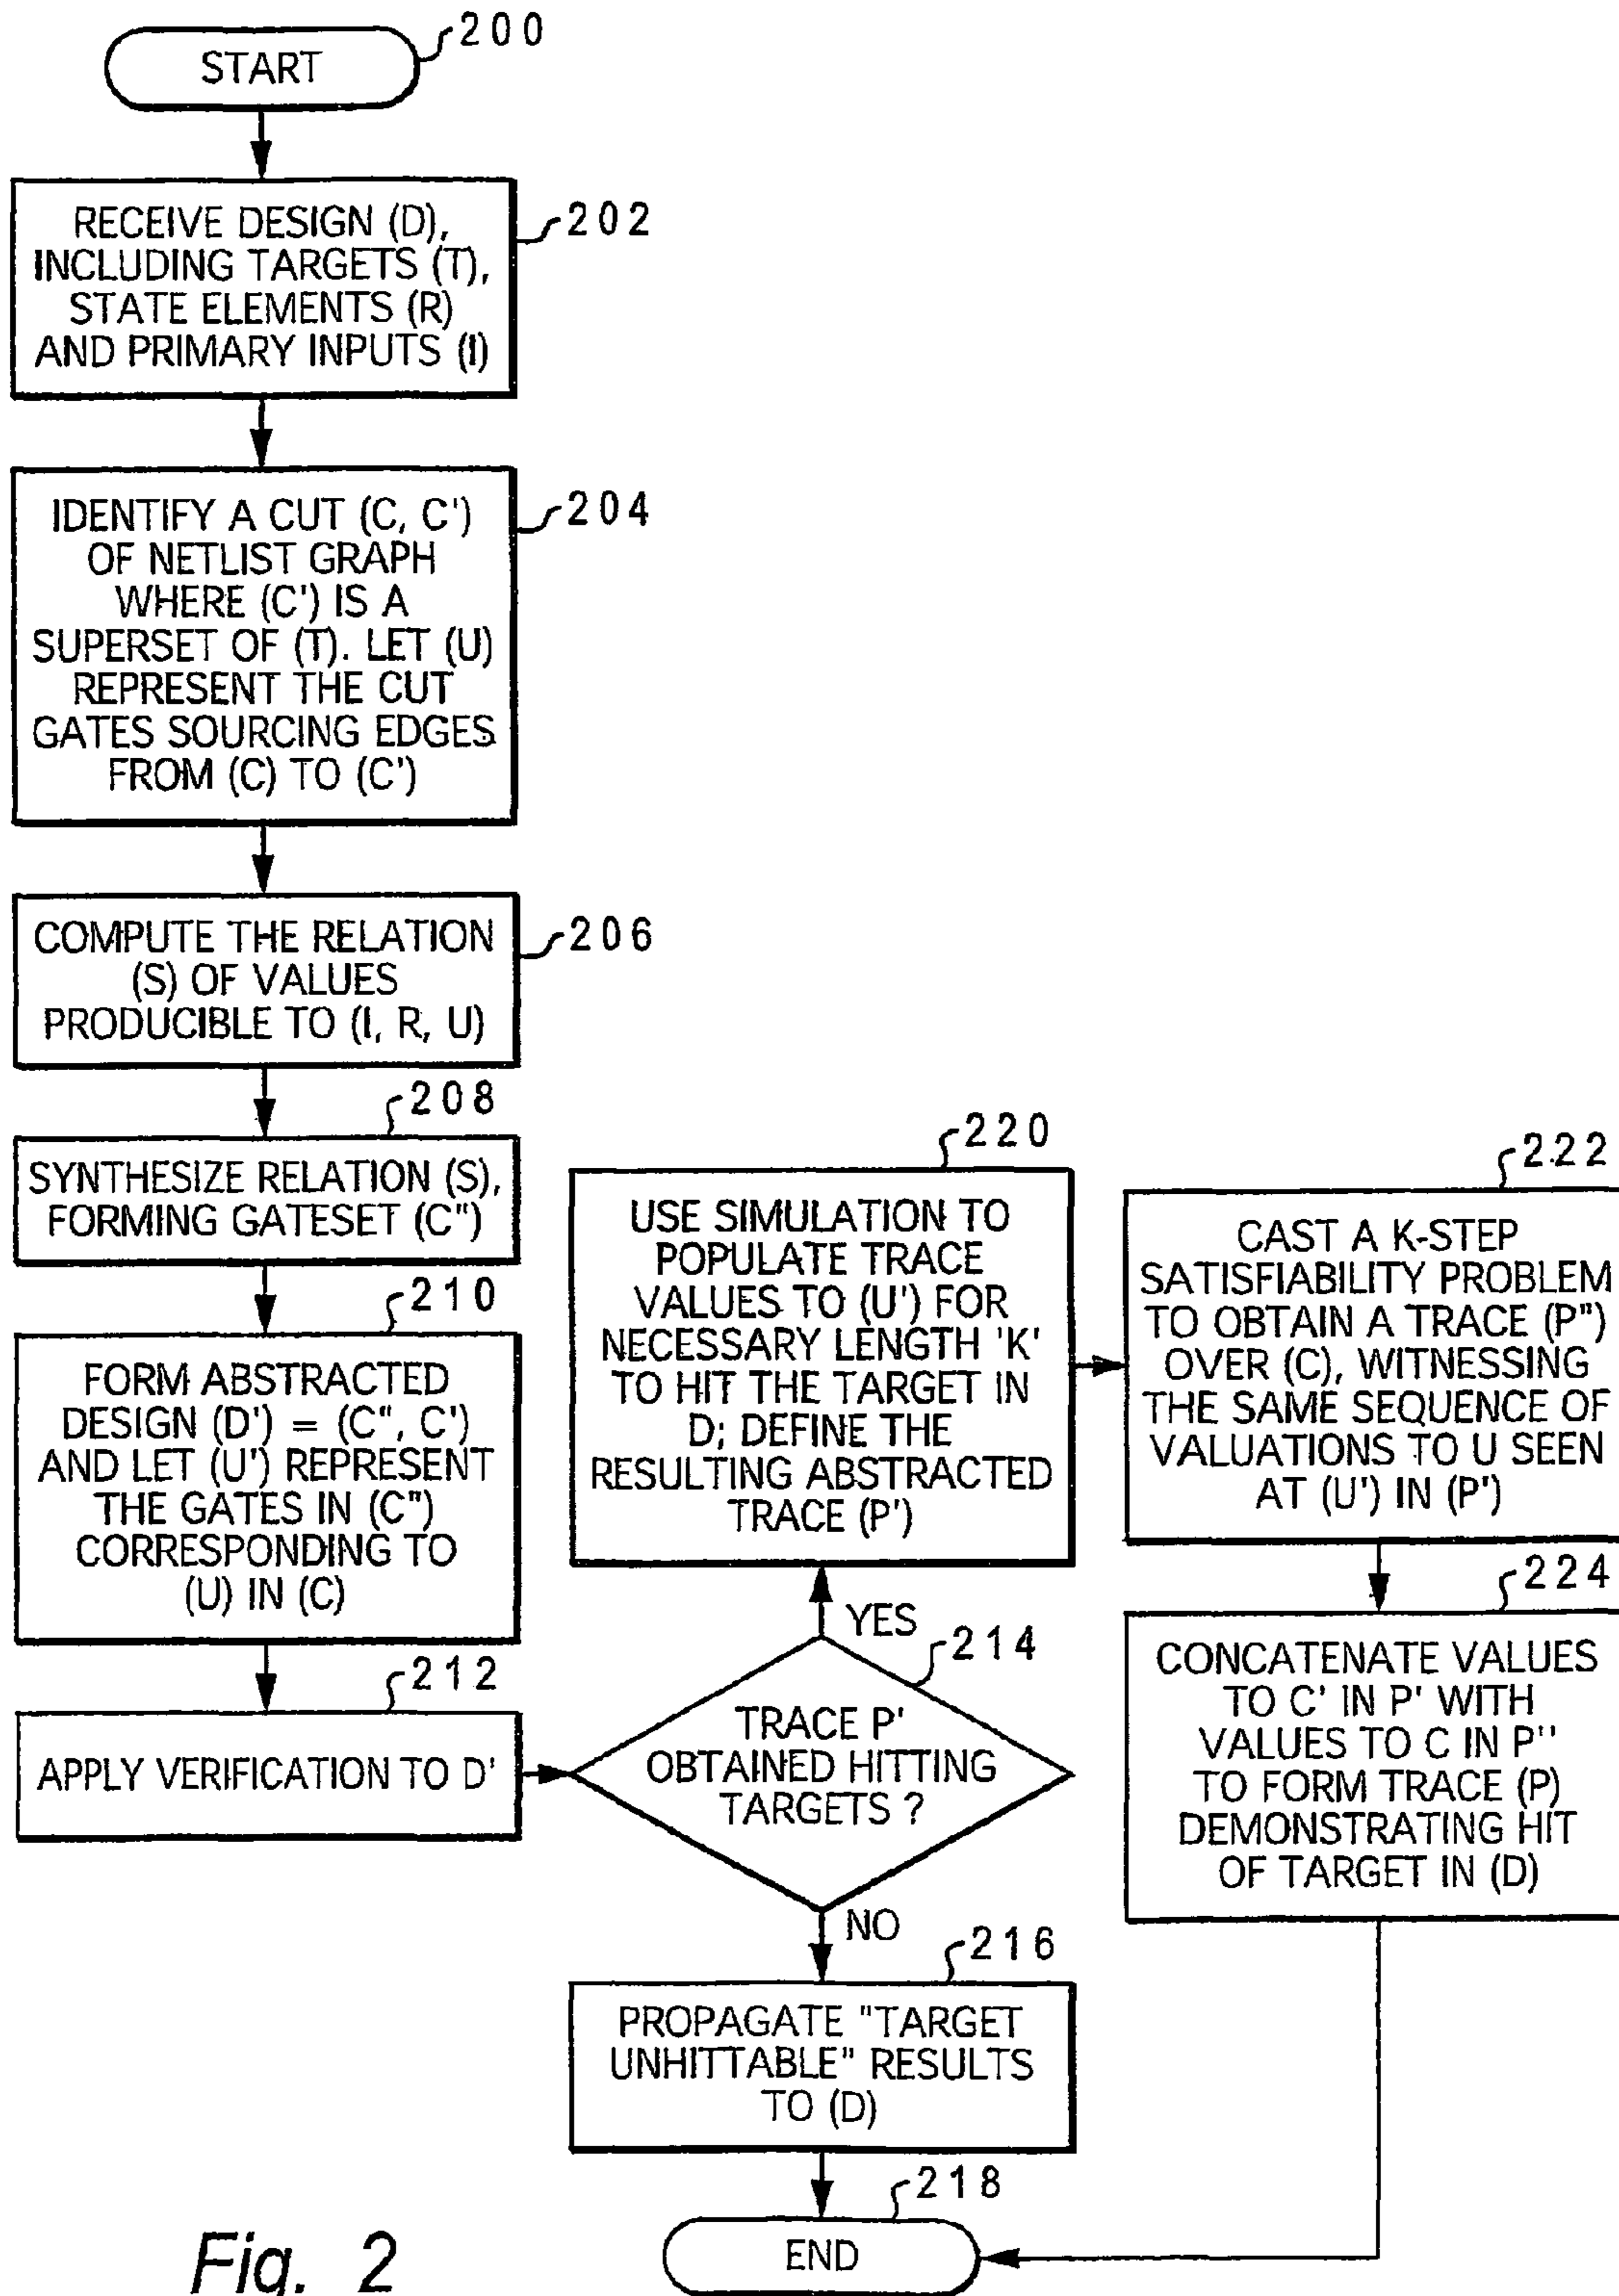 START
200
RECEIVE DESIGN (D),
INCLUDING TARGETS (T),
STATE ELEMENTS (R)
AND PRIMARY INPUTS (I)
202
IDENTIFY A CUT (C, C')
OF NETLIST GRAPH
WHERE (C') IS A
SUPERSET OF (T). LET (U)
REPRESENT THE CUT
GATES SOURCING EDGES
FROM (C) TO (C')
204
COMPUTE THE RELATION
(S) OF VALUES
PRODUCIBLE TO (I, R, U)
206
208
SYNTHESIZE RELATION (S),
FORMING GATESET (C")
210
FORM ABSTRACTED
DESIGN (D') = (C", C')
AND LET (U') REPRESENT
THE GATES IN (C")
CORRESPONDING TO
(U) IN (C)
212
APPLY VERIFICATION TO D'
214
TRACE P'
OBTAINED HITTING
TARGETS ?
YES
NO
220
USE SIMULATION TO
POPULATE TRACE
VALUES TO (U') FOR
NECESSARY LENGTH 'K'
TO HIT THE TARGET IN
D; DEFINE THE
RESULTING ABSTRACTED
TRACE (P')
222
CAST A K-STEP
SATISFIABILITY PROBLEM
TO OBTAIN A TRACE (P")
OVER (C), WITNESSING
THE SAME SEQUENCE OF
VALUATIONS TO U SEEN
AT (U') IN (P')
224
CONCATENATE VALUES
TO C' IN P' WITH
VALUES TO C IN P''
TO FORM TRACE (P)
DEMONSTRATING HIT
OF TARGET IN (D)
216
PROPAGATE "TARGET
UNHITTABLE" RESULTS
TO (D)
218
END
Fig. 2